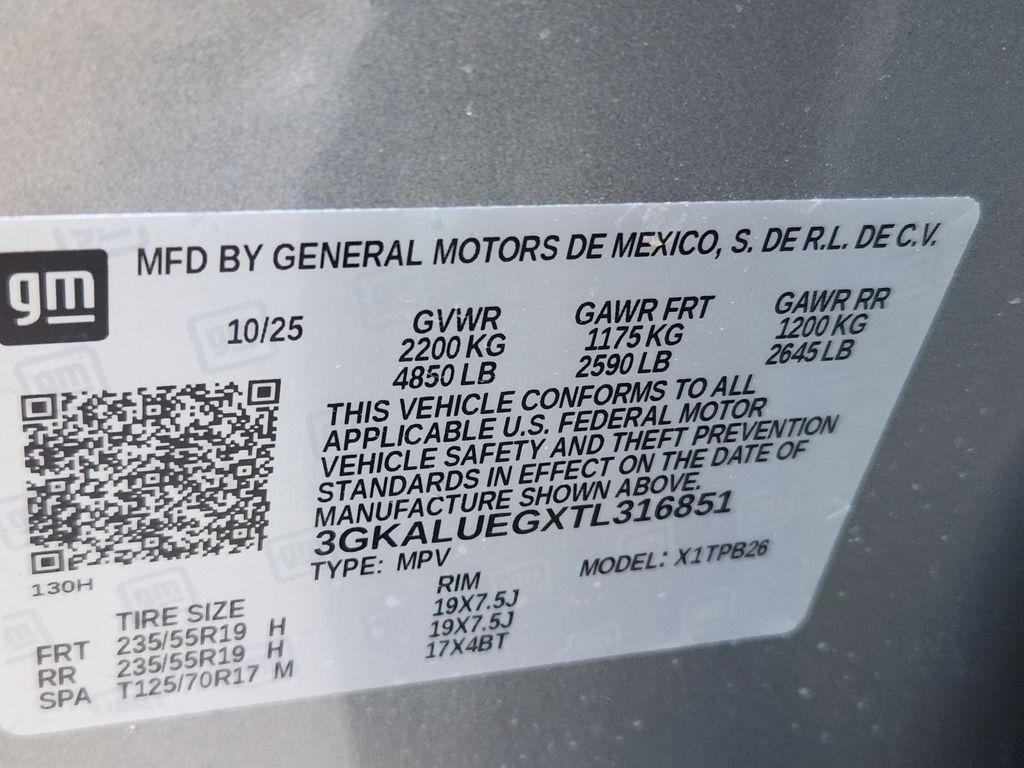 gm
MFD BY GENERAL MOTORS DE MEXICO, S. DE R.L. DE C.V.
10/25
GVWR GAWR FRT GAWR RR
2200 KG 1175 KG 1200 KG
4850 LB 2590 LB 2645 LB
THIS VEHICLE CONFORMS TO ALL
APPLICABLE U.S. FEDERAL MOTOR
VEHICLE SAFETY AND THEFT PREVENTION
STANDARDS IN EFFECT ON THE DATE OF
MANUFACTURE SHOWN ABOVE.
3GKALUEGXTL316851
TYPE: MPV MODEL: X1TPB26
130H
TIRE SIZE RIM
FRT 235/55R19 H 19X7.5J
RR 235/55R19 H 19X7.5J
SPA T125/70R17 M 17X4BT